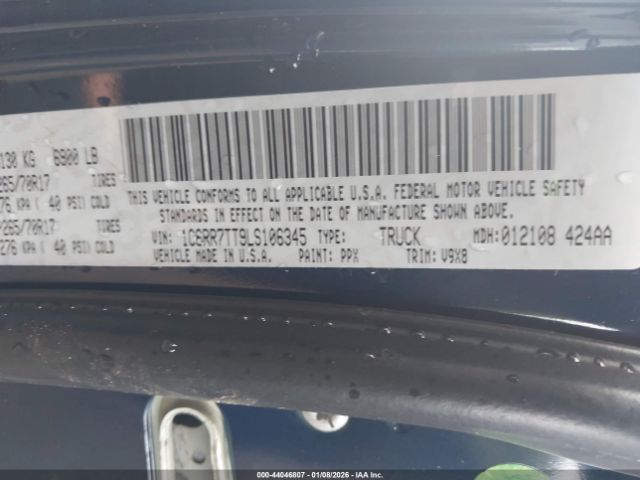 130 KG 6900 LB
265/70R17 TIRES
276 KPA ( 40 PSI) COLD
265/70R17 TIRES
276 KPA ( 40 PSI) COLD
THIS VEHICLE CONFORMS TO ALL APPLICABLE U.S.A. FEDERAL MOTOR VEHICLE SAFETY
STANDARDS IN EFFECT ON THE DATE OF MANUFACTURE SHOWN ABOVE.
VIN: 1C6RR7TT9LS106345 TYPE: TRUCK MDH: 012108 424AA
VEHICLE MADE IN U.S.A. PAINT: PPX TRIM: V9X8
000-44046807 - 01/08/2026 - IAA Inc.